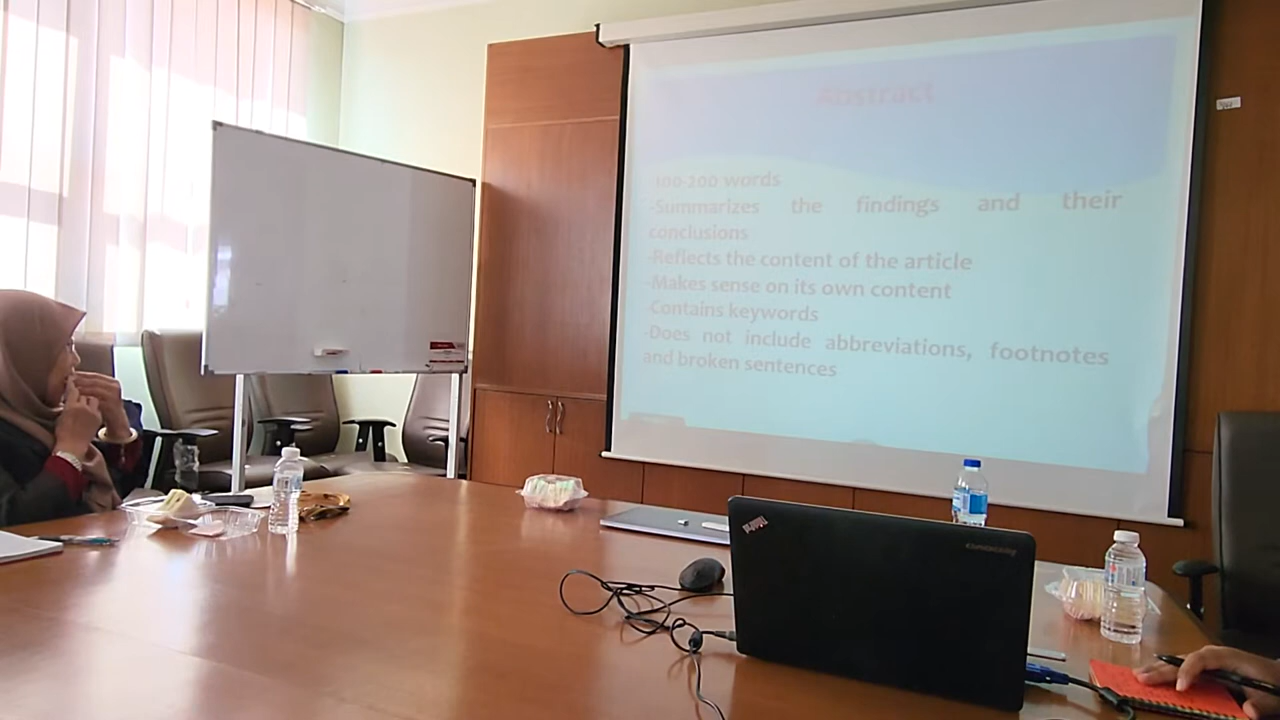 Abstract
-100-200 words
-Summarizes the findings and their
conclusions
-Reflects the content of the article
-Makes sense on its own content
-Contains keywords
-Does not include abbreviations, footnotes
and broken sentences
ThinkPad